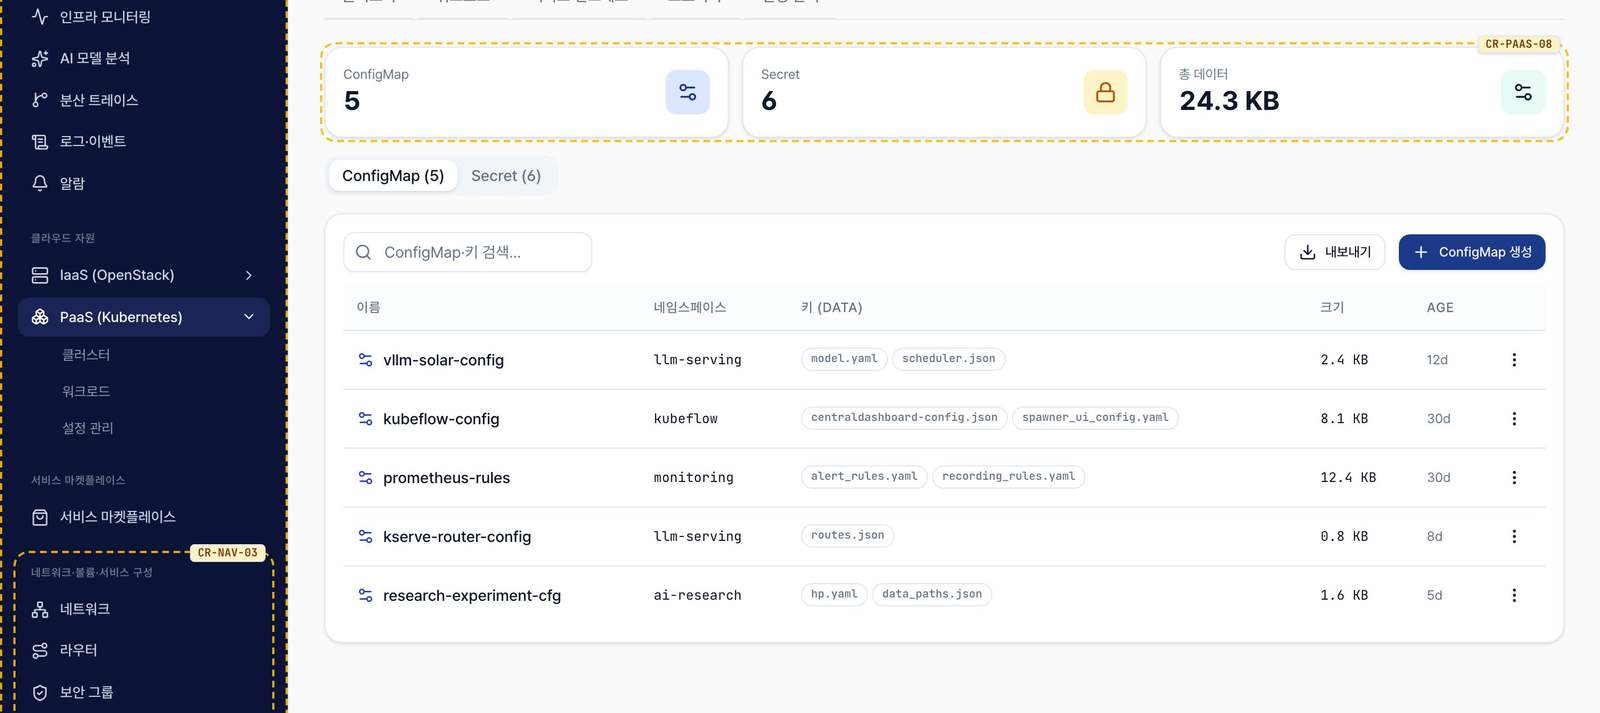 인프라 모니터링
AI 모델 분석
분산 트레이스
로그·이벤트
알람
클라우드 자원
IaaS (OpenStack)
PaaS (Kubernetes)
클러스터
워크로드
설정 관리
서비스 마켓플레이스
서비스 마켓플레이스
CR-NAV-03
네트워크·볼륨·서비스 구성
네트워크
라우터
보안 그룹
CR-PAAS-08
ConfigMap
5
Secret
6
총 데이터
24.3 KB
ConfigMap (5) Secret (6)
ConfigMap·키 검색...
내보내기
ConfigMap 생성
이름 네임스페이스 키 (DATA) 크기 AGE
vllm-solar-config llm-serving model.yaml scheduler.json 2.4 KB 12d
kubeflow-config kubeflow centraldashboard-config.json spawner_ui_config.yaml 8.1 KB 30d
prometheus-rules monitoring alert_rules.yaml recording_rules.yaml 12.4 KB 30d
kserve-router-config llm-serving routes.json 0.8 KB 8d
research-experiment-cfg ai-research hp.yaml data_paths.json 1.6 KB 5d